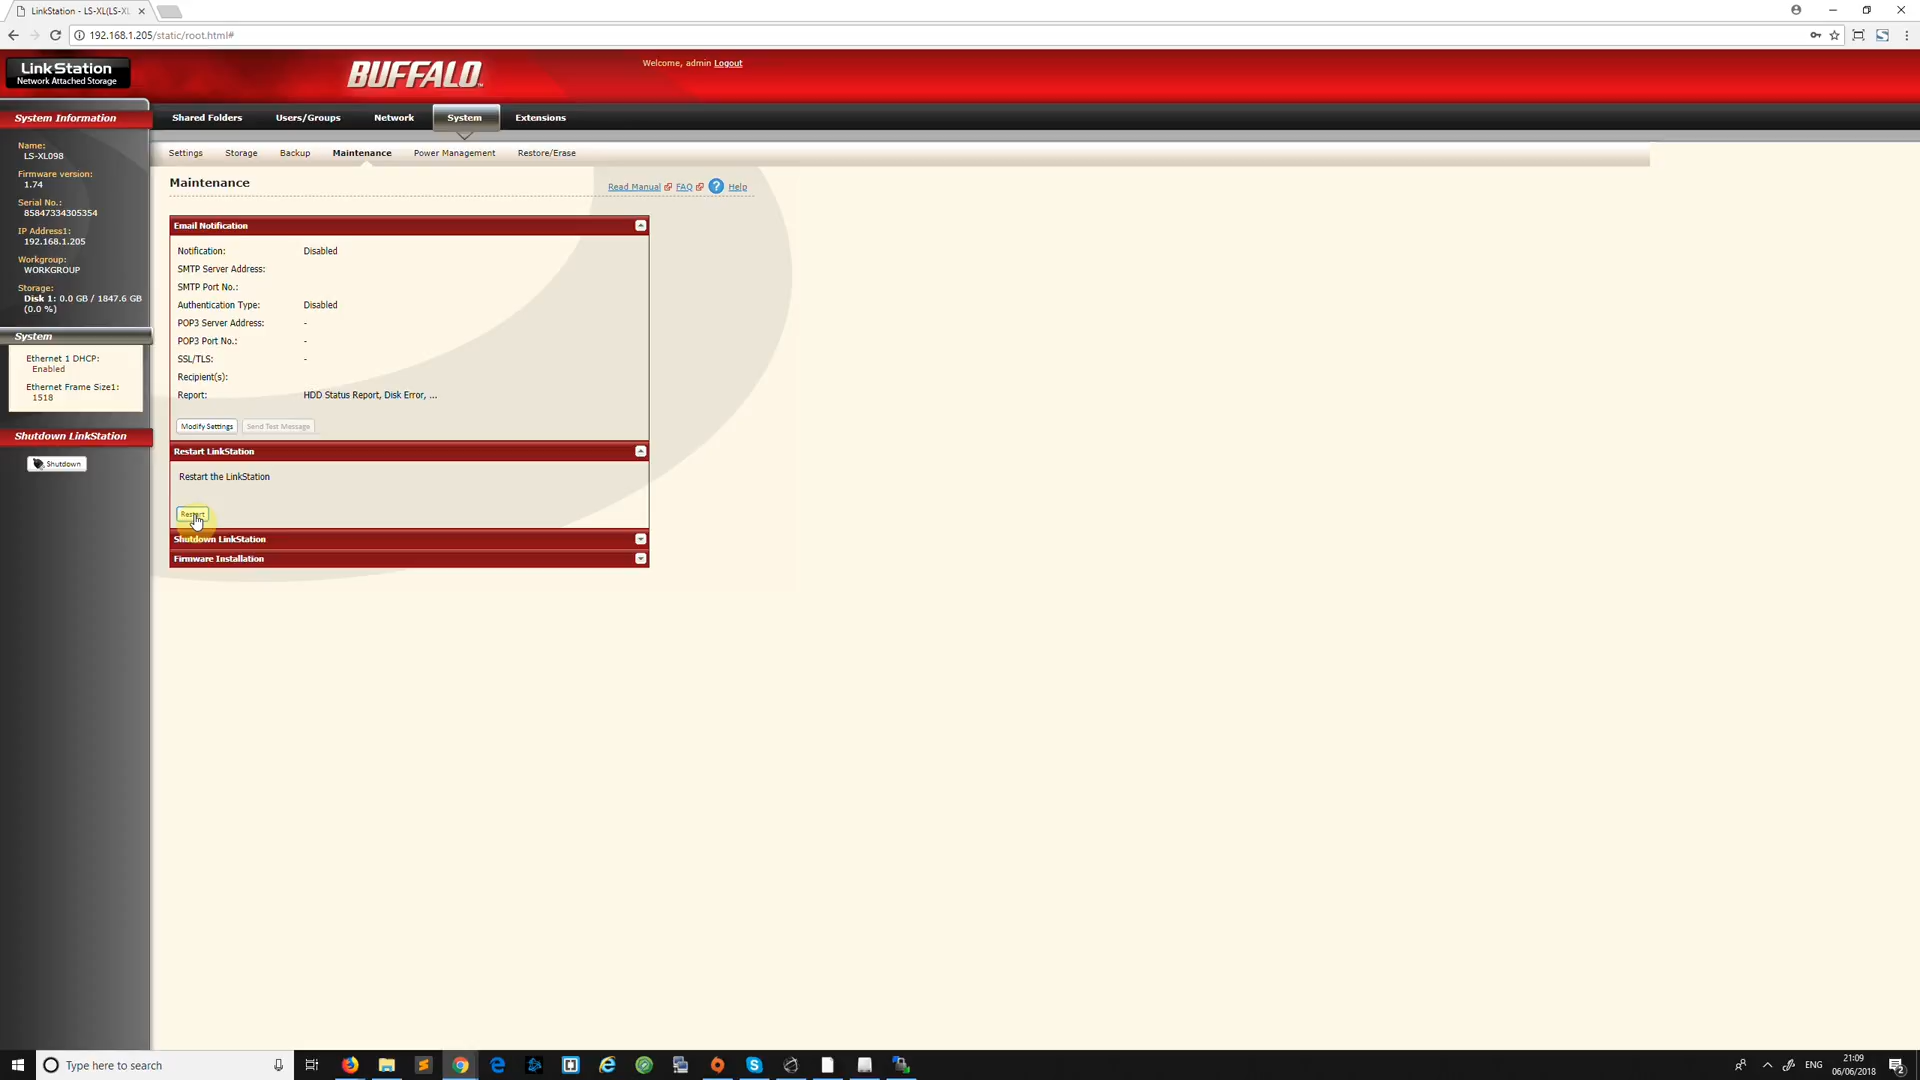 LinkStation - LS-XL(LS-XL
192.168.1.205/static/root.html#
LinkStation
Network Attached Storage
BUFFALO
Welcome, admin Logout
System Information
Shared Folders
Users/Groups
Network
System
Extensions
Name:
LS-XL098
Firmware version:
1.74
Serial No.:
85847334305354
IP Address1:
192.168.1.205
Workgroup:
WORKGROUP
Storage:
Disk 1: 0.0 GB / 1847.6 GB
(0.0 %)
System
Ethernet 1 DHCP:
Enabled
Ethernet Frame Size1:
1518
Shutdown LinkStation
Shutdown
Settings
Storage
Backup
Maintenance
Power Management
Restore/Erase
Maintenance
Read Manual
FAQ
? Help
Email Notification
Notification: Disabled
SMTP Server Address:
SMTP Port No.:
Authentication Type: Disabled
POP3 Server Address: -
POP3 Port No.: -
SSL/TLS: -
Recipient(s):
Report: HDD Status Report, Disk Error, ...
Modify Settings
Send Test Message
Restart LinkStation
Restart the LinkStation
Restart
Shutdown LinkStation
Firmware Installation
Type here to search
ENG
21:09
06/06/2018
2